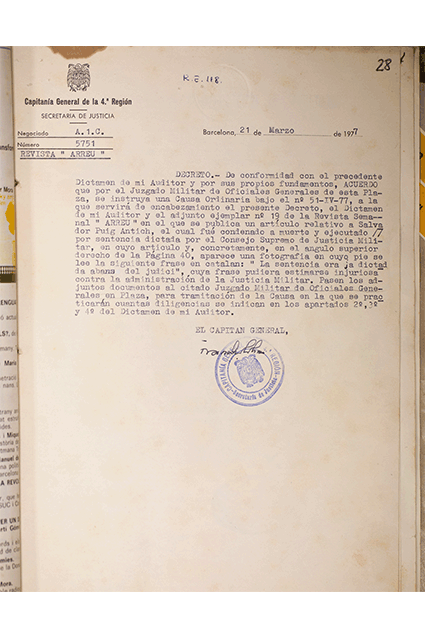 28
R.E.118.
Capitanía General de la 4.ª Región
SECRETARIA DE JUSTICIA
Negociado A.1.C.
Número 5751
REVISTA "ARREU"
Barcelona, 21 de Marzo de 1977
DECRETO.- De conformidad con el precedente
Dictamen de mi Auditor y por sus propios fundamentos, ACUERDO
que por el Juzgado Militar de Oficiales Generales de esta Pla-
za, se instruya una Causa Ordinaria bajo el nº 51-IV-77, a la
que servirá de encabezamiento el presente Decreto, el Dictamen
de mi Auditor y el adjunto ejemplar nº 19 de la Revista Sema-
nal "ARREU" en el que se publica un artículo relativo a Salva
dor Puig Antich, el cual fué condenado a muerte y ejecutado //
por sentencia dictada por el Consejo Supremo de Justicia Mili-
tar, en cuyo artículo y, concretamente, en el angulo superior
derecho de la Página 40, aparece una fotografía en cuyo pie se
lee la siguiente frase en catalan: " La sentencia era ja dictad
da abans del judici", cuya frase pudiera estimarse injuriosa
contra la administración de la Justicia Militar. Pasen los ad-
juntos documentos al citado Juzgado Militar de Oficiales Gene-
rales en Plaza, para tramitación de la Causa en la que se prac
ticarán cuantas diligencias se indican en los apartados 2º,3º
y 4º del Dictamen de mi Auditor.
EL CAPITAN GENERAL,